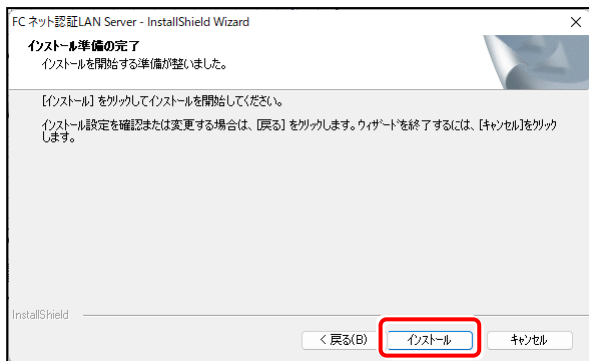 FC ネット認証LAN Server - InstallShield Wizard
インストール準備の完了
インストールを開始する準備が整いました。
[インストール] をクリックしてインストールを開始してください。
インストール設定を確認または変更する場合は、[戻る] をクリックします。ウィザードを終了するには、[キャンセル]をクリック
します。
InstallShield
< 戻る(B)
インストール
キャンセル